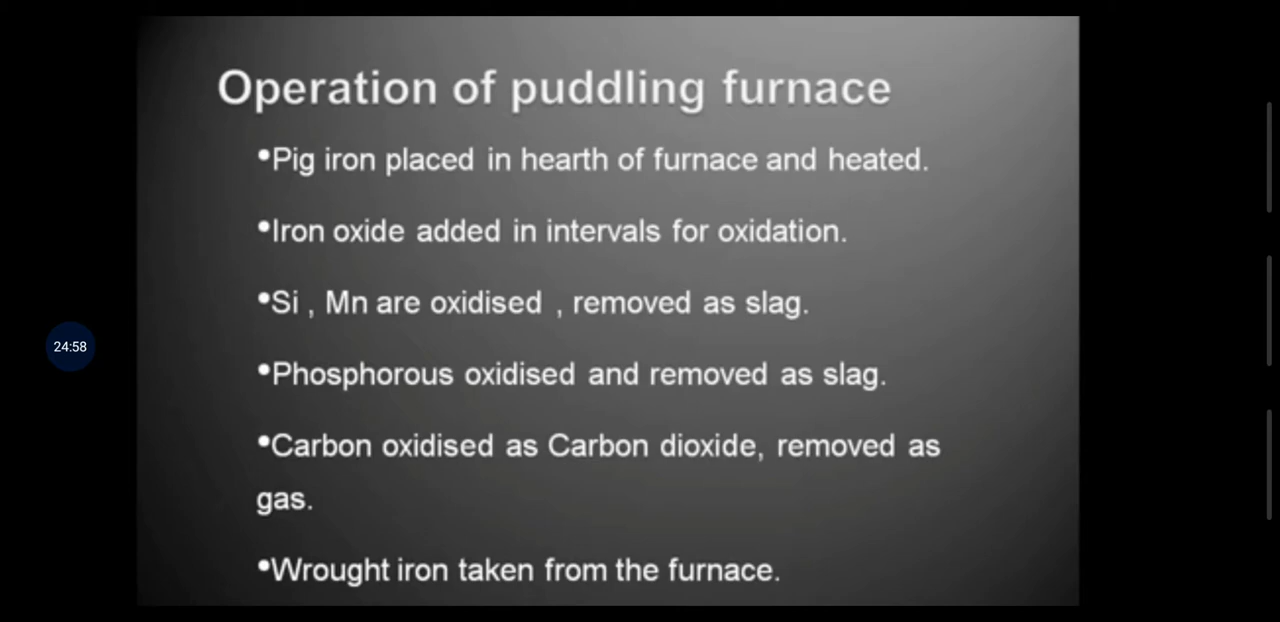 Operation of puddling furnace
•Pig iron placed in hearth of furnace and heated.
•Iron oxide added in intervals for oxidation.
•Si , Mn are oxidised , removed as slag.
24:58
•Phosphorous oxidised and removed as slag.
•Carbon oxidised as Carbon dioxide, removed as
gas.
•Wrought iron taken from the furnace.